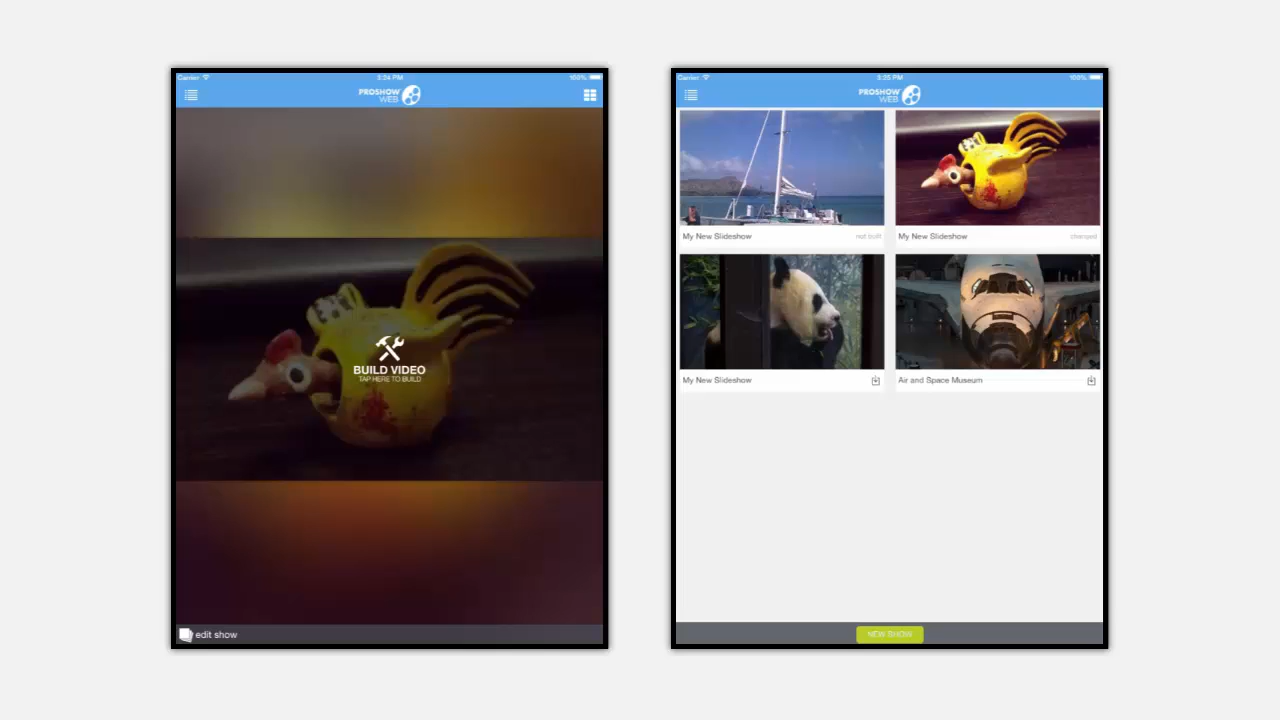 Carrier
3:24 PM
100%
PROSHOW
WEB
BUILD VIDEO
TAP HERE TO BUILD
edit show
Carrier
3:25 PM
100%
PROSHOW
WEB
My New Slideshow
not built
My New Slideshow
changed
My New Slideshow
Air and Space Museum
NEW SHOW